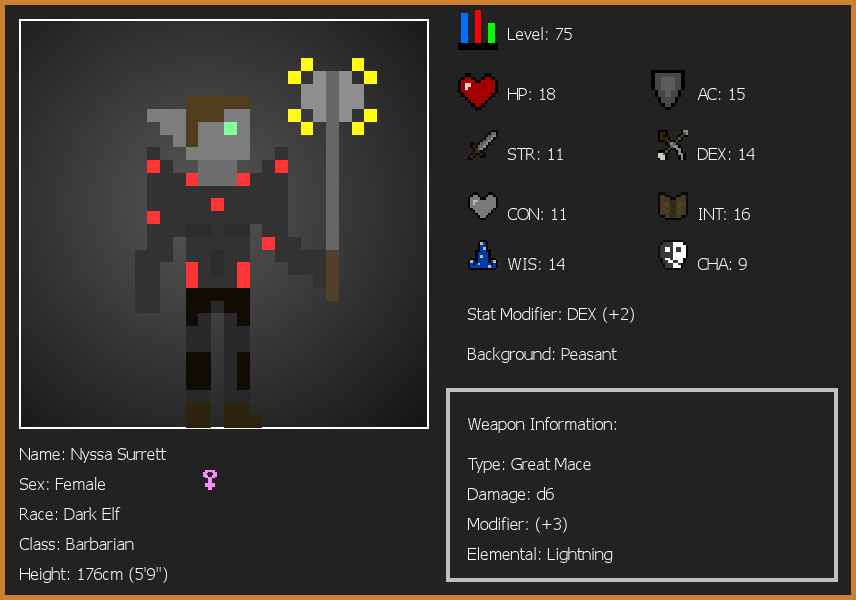 Level: 75
HP: 18
AC: 15
STR: 11
DEX: 14
CON: 11
INT: 16
WIS: 14
CHA: 9
Stat Modifier: DEX (+2)
Background: Peasant
Weapon Information:
Type: Great Mace
Damage: d6
Modifier: (+3)
Elemental: Lightning
Name: Nyssa Surrett
Sex: Female
Race: Dark Elf
Class: Barbarian
Height: 176cm (5'9")